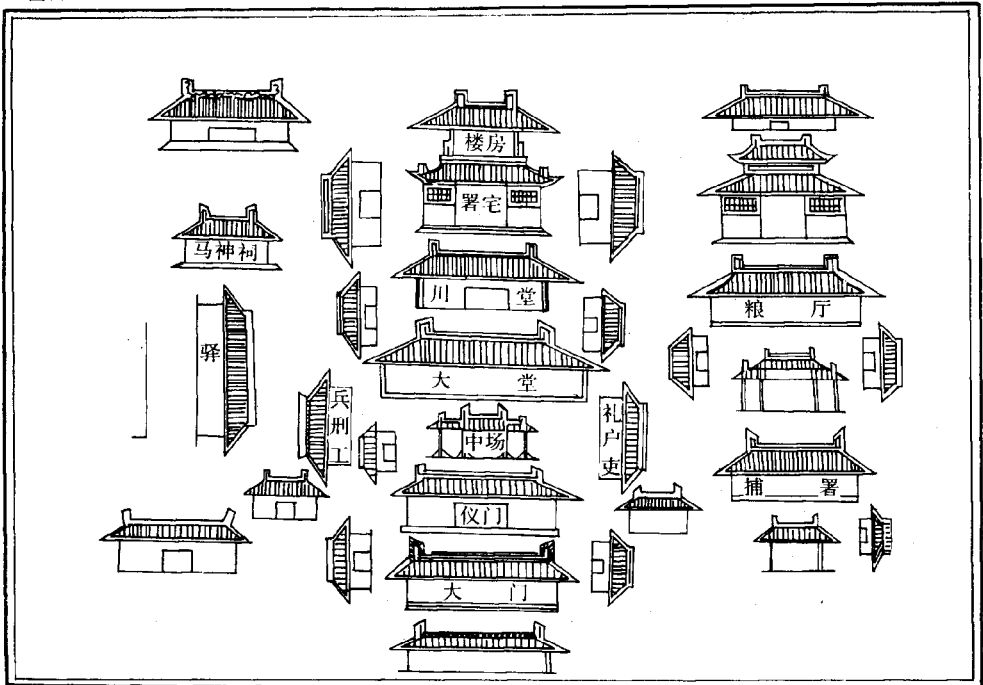 楼房
署宅
马神祠
川堂
粮厅
驿
大堂
兵刑工
礼户吏
中场
捕署
仪门
大门